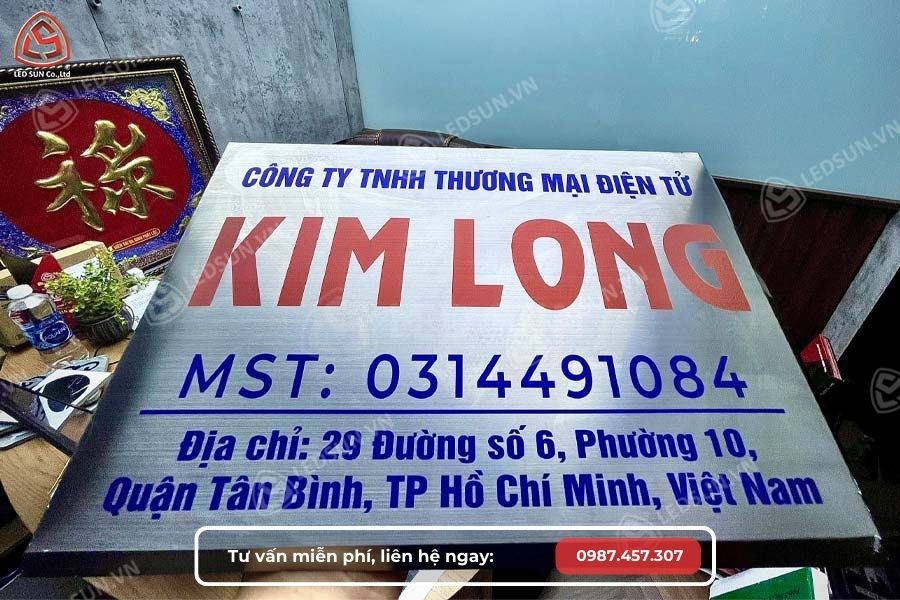 LED SUN Co.,Ltd
LEDSUN.VN
祿
CÔNG TY TNHH THƯƠNG MẠI ĐIỆN TỬ
KIM LONG
MST: 0314491084
Địa chỉ: 29 Đường số 6, Phường 10,
Quận Tân Bình, TP Hồ Chí Minh, Việt Nam
Tư vấn miễn phí, liên hệ ngay: 0987.457.307